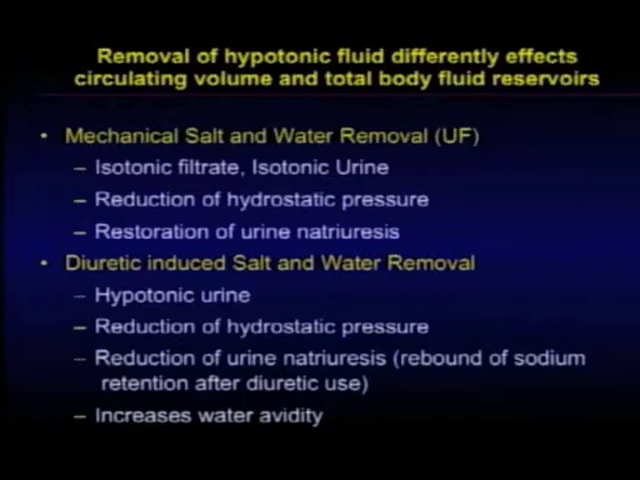 Removal of hypotonic fluid differently effects
circulating volume and total body fluid reservoirs
• Mechanical Salt and Water Removal (UF)
– Isotonic filtrate, Isotonic Urine
– Reduction of hydrostatic pressure
– Restoration of urine natriuresis
• Diuretic induced Salt and Water Removal
– Hypotonic urine
– Reduction of hydrostatic pressure
– Reduction of urine natriuresis (rebound of sodium
retention after diuretic use)
– Increases water avidity